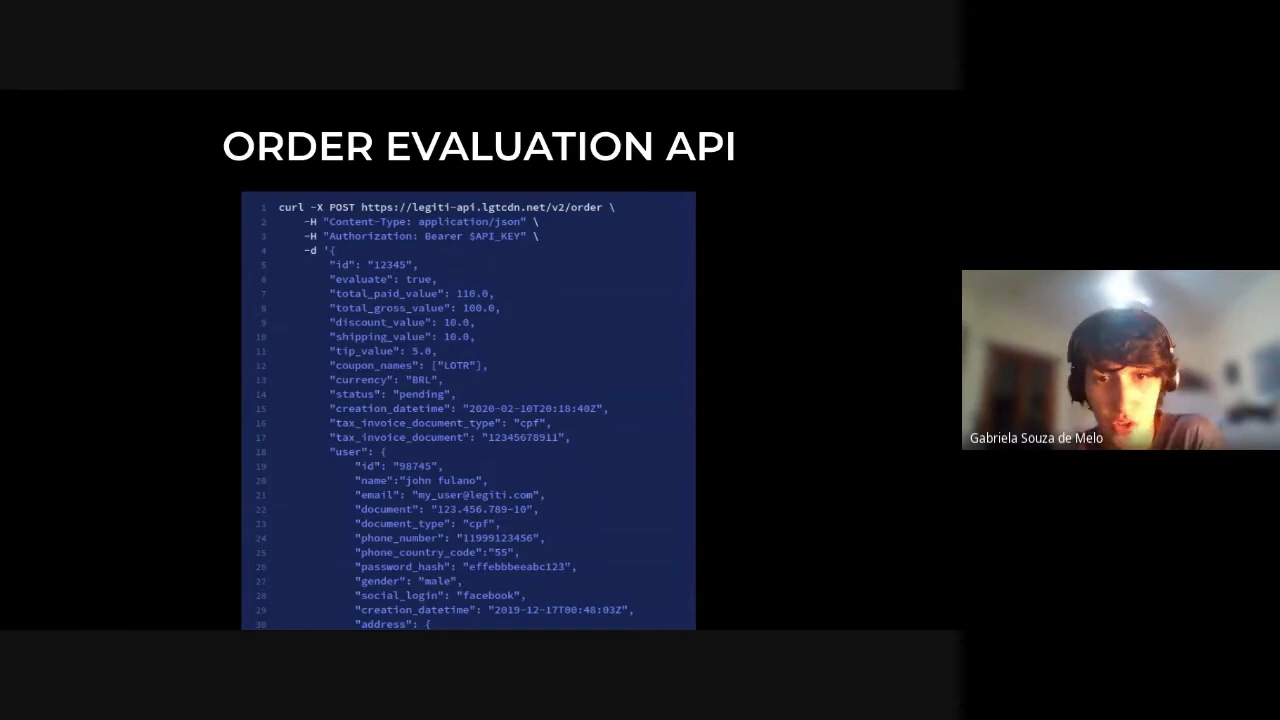 ORDER EVALUATION API
1 curl -X POST https://legiti-api.lgtcdn.net/v2/order \
2 -H "Content-Type: application/json" \
3 -H "Authorization: Bearer $API_KEY" \
4 -d '{
5 "id": "12345",
6 "evaluate": true,
7 "total_paid_value": 110.0,
8 "total_gross_value": 100.0,
9 "discount_value": 10.0,
10 "shipping_value": 10.0,
11 "tip_value": 5.0,
12 "coupon_names": ["LOTR"],
13 "currency": "BRL",
14 "status": "pending",
15 "creation_datetime": "2020-02-10T20:18:40Z",
16 "tax_invoice_document_type": "cpf",
17 "tax_invoice_document": "12345678911",
18 "user": {
19 "id": "98745",
20 "name":"john fulano",
21 "email": "my_user@legiti.com",
22 "document": "123.456.789-10",
23 "document_type": "cpf",
24 "phone_number": "11999123456",
25 "phone_country_code":"55",
26 "password_hash": "effebbbeeabc123",
27 "gender": "male",
28 "social_login": "facebook",
29 "creation_datetime": "2019-12-17T00:48:03Z",
30 "address": {
Gabriela Souza de Melo